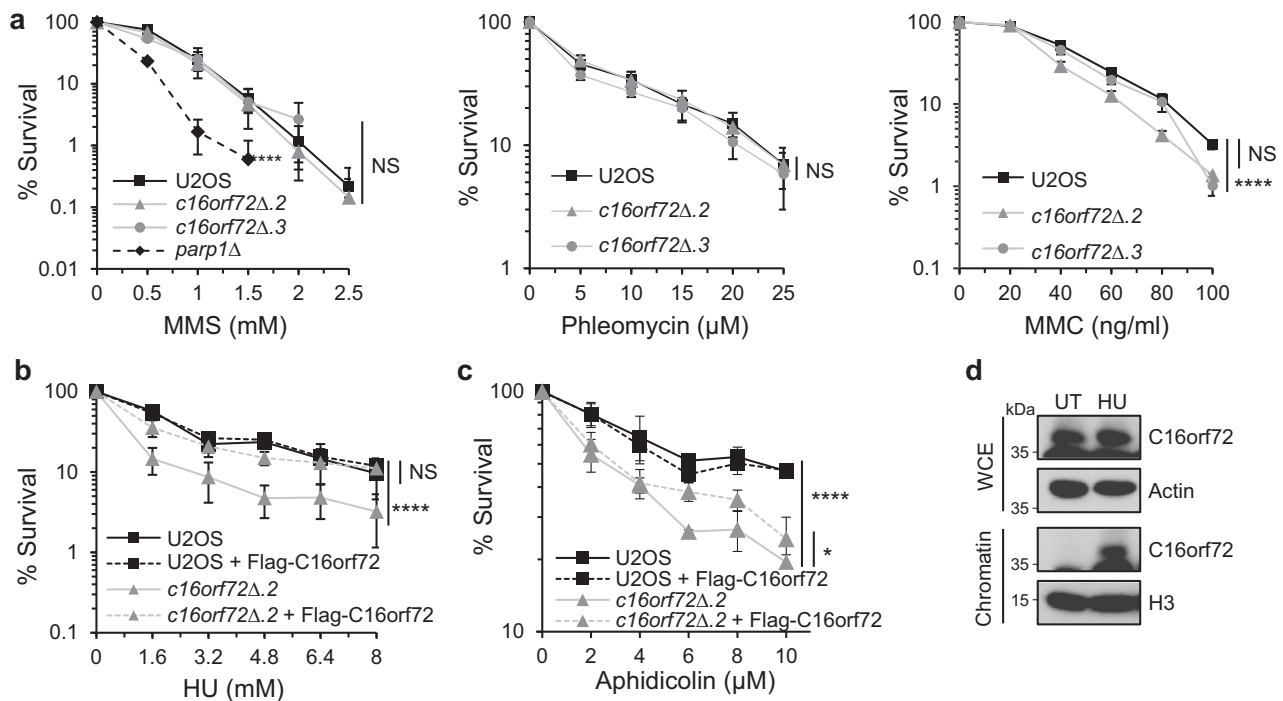 a
100
10
1
0.1
0.01
% Survival
U2OS
c16orf72Δ.2
c16orf72Δ.3
parp1Δ
****
NS
0 0.5 1 1.5 2 2.5
MMS (mM)
100
10
1
% Survival
U2OS
c16orf72Δ.2
c16orf72Δ.3
NS
0 5 10 15 20 25
Phleomycin (µM)
100
10
1
0.1
% Survival
U2OS
c16orf72Δ.2
c16orf72Δ.3
NS
****
0 20 40 60 80 100
MMC (ng/ml)
b
100
10
1
0.1
% Survival
NS
****
U2OS
U2OS + Flag-C16orf72
c16orf72Δ.2
c16orf72Δ.2 + Flag-C16orf72
0 1.6 3.2 4.8 6.4 8
HU (mM)
c
100
10
% Survival
****
*
U2OS
U2OS + Flag-C16orf72
c16orf72Δ.2
c16orf72Δ.2 + Flag-C16orf72
0 2 4 6 8 10
Aphidicolin (µM)
d
kDa UT HU
WCE
35 C16orf72
35 Actin
Chromatin
35 C16orf72
15 H3